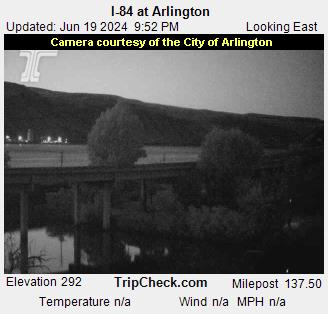 I-84 at Arlington
Updated: Jun 19 2024 9:52 PM Looking East
Camera courtesy of the City of Arlington
Elevation 292 TripCheck.com Milepost 137.50
Temperature n/a Wind n/a MPH n/a